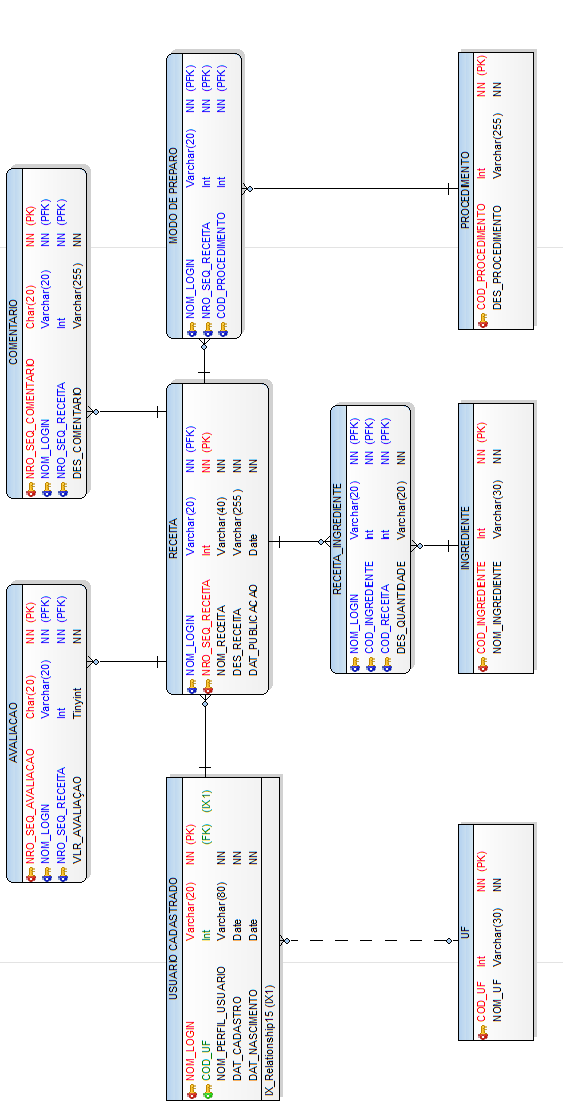 COMENTARIO
NRO_SEQ_COMENTARIO Char(20) NN (PK)
NOM_LOGIN Varchar(20) NN (PFK)
NRO_SEQ_RECEITA Int NN (PFK)
DES_COMENTARIO Varchar(255) NN
AVALIACAO
NRO_SEQ_AVALIACAO Char(20) NN (PK)
NOM_LOGIN Varchar(20) NN (PFK)
NRO_SEQ_RECEITA Int NN (PFK)
VLR_AVALIAÇAO Tinyint NN
MODO DE PREPARO
NOM_LOGIN Varchar(20) NN (PFK)
NRO_SEQ_RECEITA Int NN (PFK)
COD_PROCEDIMENTO Int NN (PFK)
RECEITA
NOM_LOGIN Varchar(20) NN (PFK)
NRO_SEQ_RECEITA Int NN (PK)
NOM_RECEITA Varchar(40) NN
DES_RECEITA Varchar(255) NN
DAT_PUBLICACAO Date NN
USUARIO CADASTRADO
NOM_LOGIN Varchar(20) NN (PK)
COD_UF Int (FK) (IX1)
NOM_PERFIL_USUARIO Varchar(80) NN
DAT_CADASTRO Date NN
DAT_NASCIMENTO Date NN
IX_Relationship15 (IX1)
RECEITA_INGREDIENTE
NOM_LOGIN Varchar(20) NN (PFK)
COD_INGREDIENTE Int NN (PFK)
COD_RECEITA Int NN (PFK)
DES_QUANTIDADE Varchar(20) NN
PROCEDIMENTO
COD_PROCEDIMENTO Int NN (PK)
DES_PROCEDIMENTO Varchar(255) NN
INGREDIENTE
COD_INGREDIENTE Int NN (PK)
NOM_INGREDIENTE Varchar(30) NN
UF
COD_UF Int NN (PK)
NOM_UF Varchar(30) NN